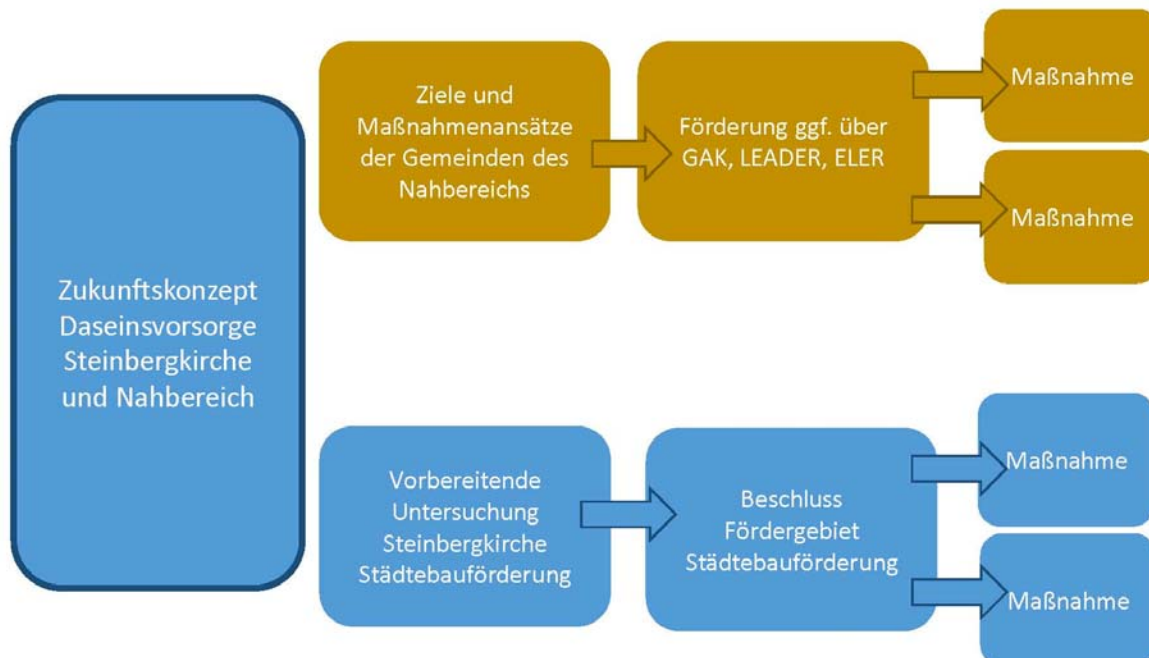 Zukunftskonzept
Daseinsvorsorge
Steinbergkirche
und Nahbereich
Ziele und
Maßnahmenansätze
der Gemeinden des
Nahbereichs
Förderung ggf. über
GAK, LEADER, ELER
Maßnahme
Maßnahme
Vorbereitende
Untersuchung
Steinbergkirche
Städtebauförderung
Beschluss
Fördergebiet
Städtebauförderung
Maßnahme
Maßnahme